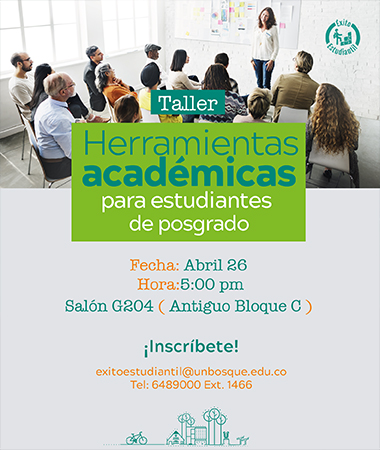 Éxito
Estudiantil
Taller
Herramientas
académicas
para estudiantes
de posgrado
Fecha: Abril 26
Hora:5:00 pm
Salón G204 ( Antiguo Bloque C )
¡Inscríbete!
exitoestudiantil@unbosque.edu.co
Tel: 6489000 Ext. 1466